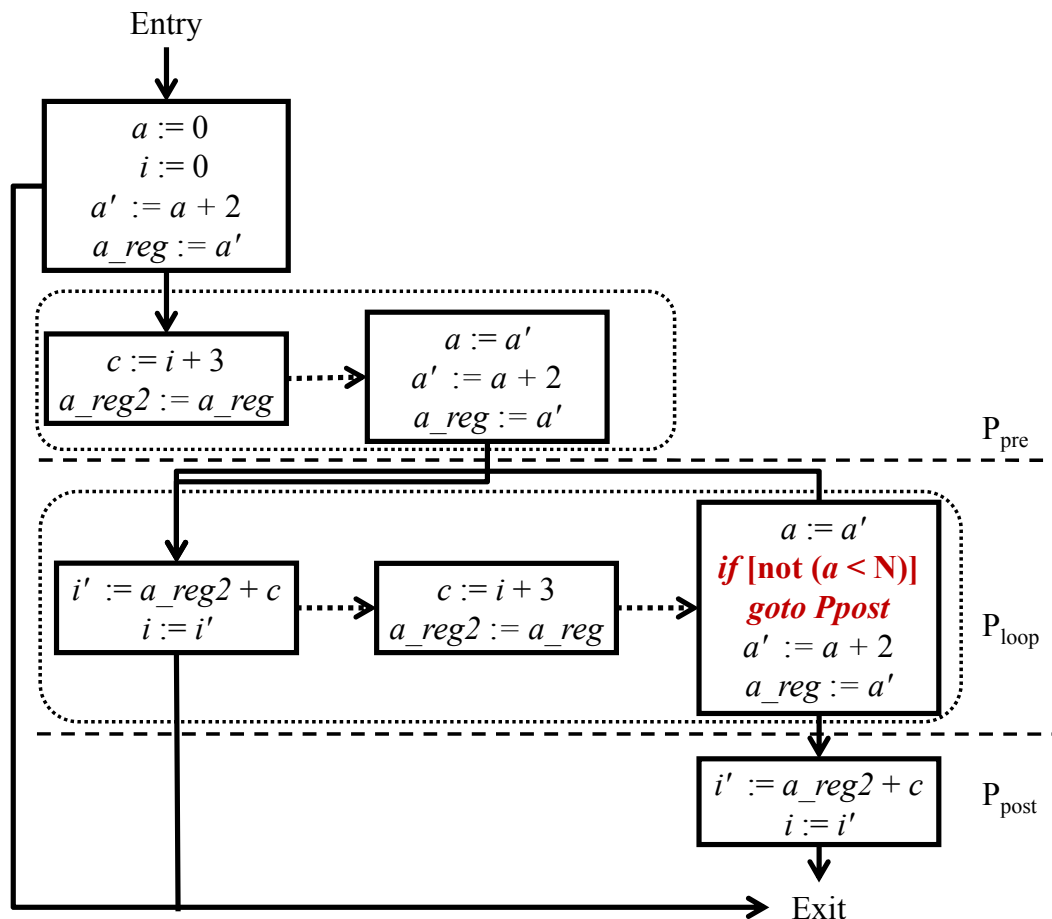 Entry
a := 0
i := 0
a′ := a + 2
a_reg := a′
c := i + 3
a_reg2 := a_reg
a := a′
a′ := a + 2
a_reg := a′
Ppre
i′ := a_reg2 + c
i := i′
c := i + 3
a_reg2 := a_reg
a := a′
if [not (a < N)]
goto Ppost
a′ := a + 2
a_reg := a′
Ploop
i′ := a_reg2 + c
i := i′
Ppost
Exit